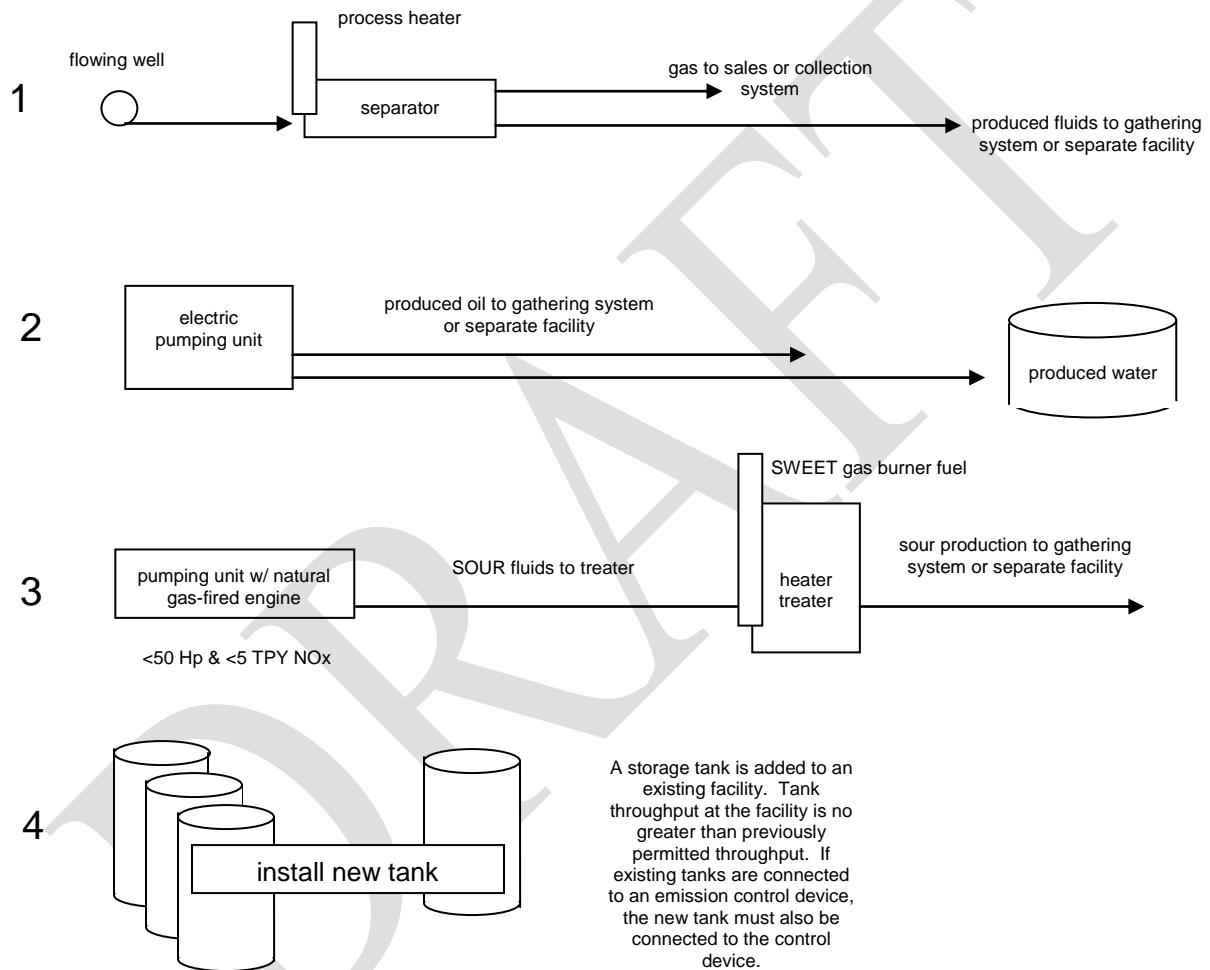 process heater
flowing well
1
separator
gas to sales or collection
system
produced fluids to gathering
system or separate facility
2
electric
pumping unit
produced oil to gathering system
or separate facility
produced water
3
pumping unit w/ natural
gas-fired engine
<50 Hp & <5 TPY NOx
SOUR fluids to treater
SWEET gas burner fuel
heater
treater
sour production to gathering
system or separate facility
4
install new tank
A storage tank is added to an
existing facility.  Tank
throughput at the facility is no
greater than previously
permitted throughput.  If
existing tanks are connected
to an emission control device,
the new tank must also be
connected to the control
device.
DRAFT